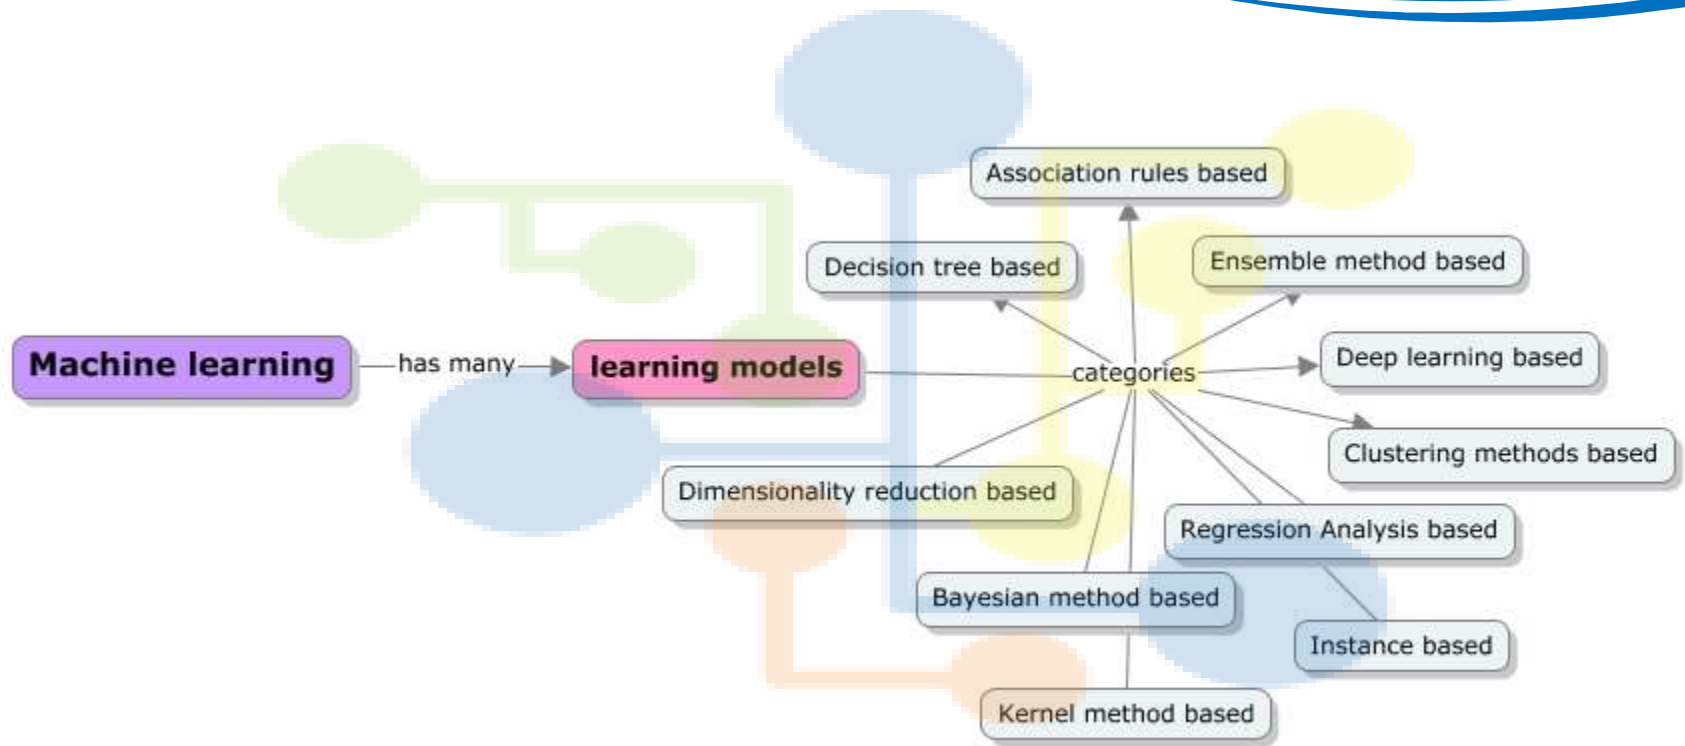 Association rules based
Decision tree based
Ensemble method based
Machine learning
has many
learning models
categories
Deep learning based
Clustering methods based
Dimensionality reduction based
Regression Analysis based
Bayesian method based
Instance based
Kernel method based